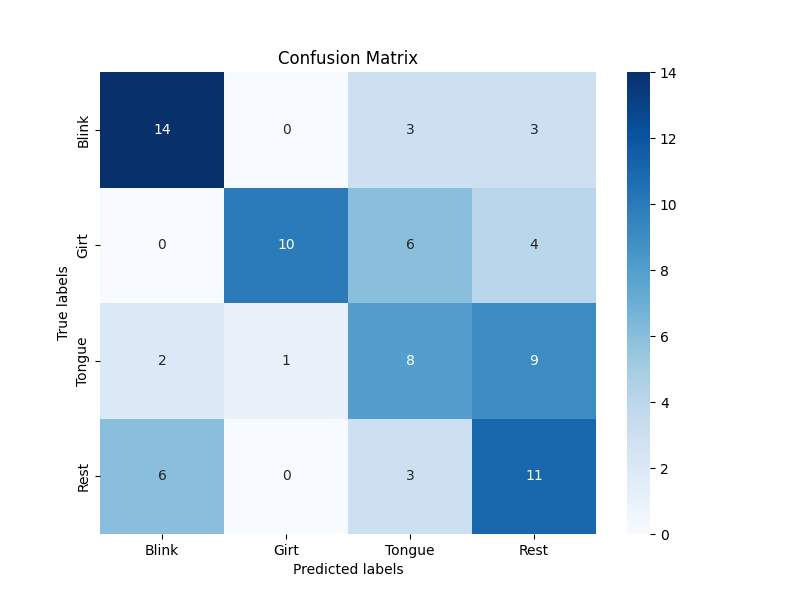 Confusion Matrix
True labels
Blink
14 0 3 3
Girt
0 10 6 4
Tongue
2 1 8 9
Rest
6 0 3 11
Blink Girt Tongue Rest
Predicted labels
14
12
10
8
6
4
2
0